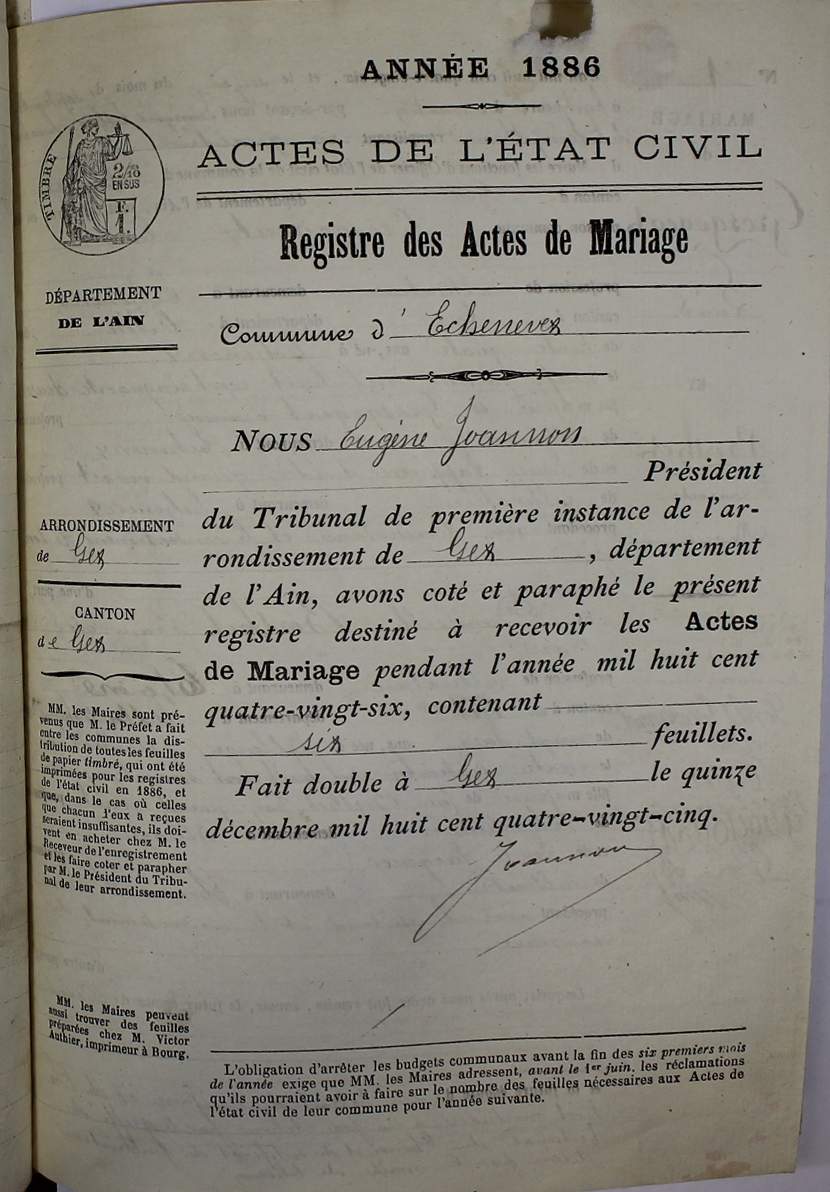 ANNÉE 1886
ACTES DE L'ÉTAT CIVIL
Registre des Actes de Mariage
TIMBRE
2/10
EN SUS
F.
1.
DÉPARTEMENT
DE L'AIN
Commune d' Echenevex
NOUS Eugène Joannon
Président
du Tribunal de première instance de l'ar-
rondissement de Gex, département
de l'Ain, avons coté et paraphé le présent
registre destiné à recevoir les Actes
de Mariage pendant l'année mil huit cent
quatre-vingt-six, contenant
six feuillets.
Fait double à Gex le quinze
décembre mil huit cent quatre-vingt-cinq.
Joannon
ARRONDISSEMENT
de Gex
CANTON
de Gex
MM. les Maires sont pré-
venus que M. le Préfet a fait
entre les communes la dis-
tribution de toutes les feuilles
de papier timbré, qui ont été
imprimées pour les registres
de l'état civil en 1886, et
que, dans le cas où celles
que chacun d'eux a reçues
seraient insuffisantes, ils doi-
vent en acheter chez M. le
Receveur de l'enregistrement
et les faire coter et parapher
par M. le Président du Tribu-
nal de leur arrondissement.
MM. les Maires peuvent
aussi trouver des feuilles
préparées chez M. Victor
Authier, imprimeur à Bourg.
L'obligation d'arrêter les budgets communaux avant la fin des six premiers mois
de l'année exige que MM. les Maires adressent, avant le 1er juin, les réclamations
qu'ils pourraient avoir à faire sur le nombre des feuilles nécessaires aux Actes de
l'état civil de leur commune pour l'année suivante.